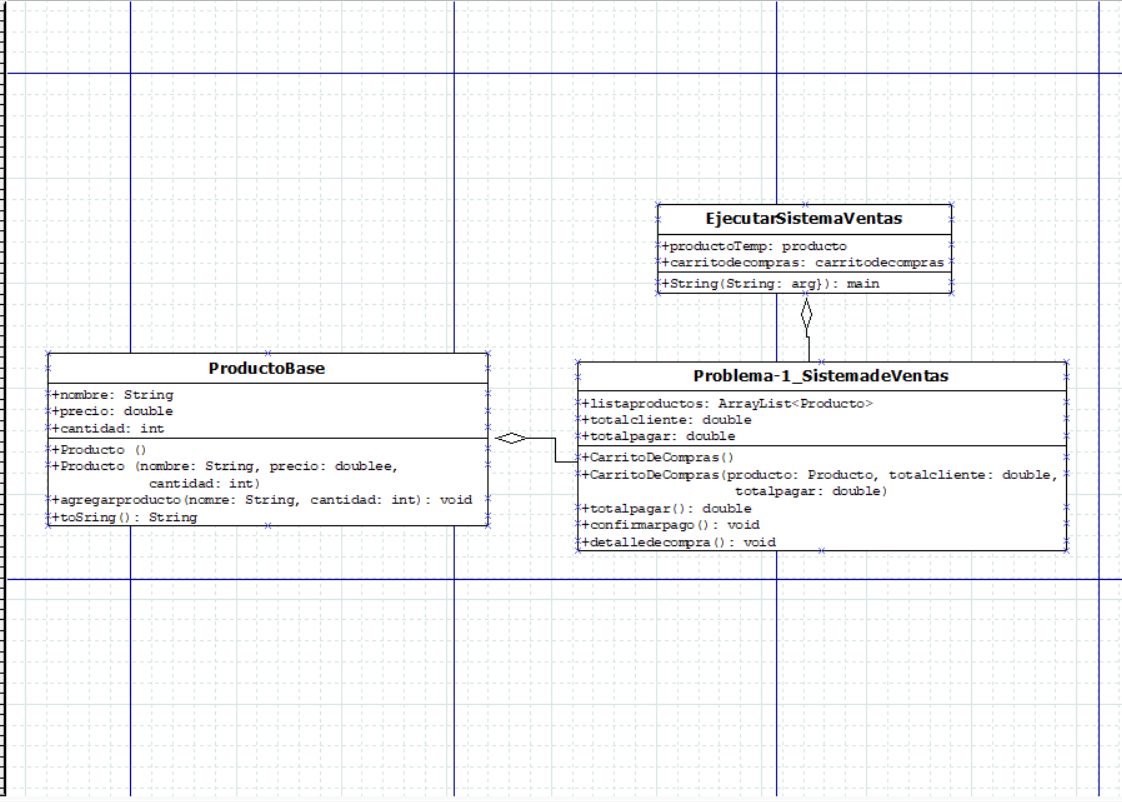 EjecutarSistemaVentas
+productoTemp: producto
+carritodecompras: carritodecompras
+String(String: arg}): main
ProductoBase
+nombre: String
+precio: double
+cantidad: int
+Producto ()
+Producto (nombre: String, precio: doublee,
cantidad: int)
+agregarproducto(nomre: String, cantidad: int): void
+toSring(): String
Problema-1_SistemadeVentas
+listaproductos: ArrayList<Producto>
+totalcliente: double
+totalpagar: double
+CarritoDeCompras()
+CarritoDeCompras(producto: Producto, totalcliente: double,
totalpagar: double)
+totalpagar(): double
+confirmarpago(): void
+detalledecompra(): void